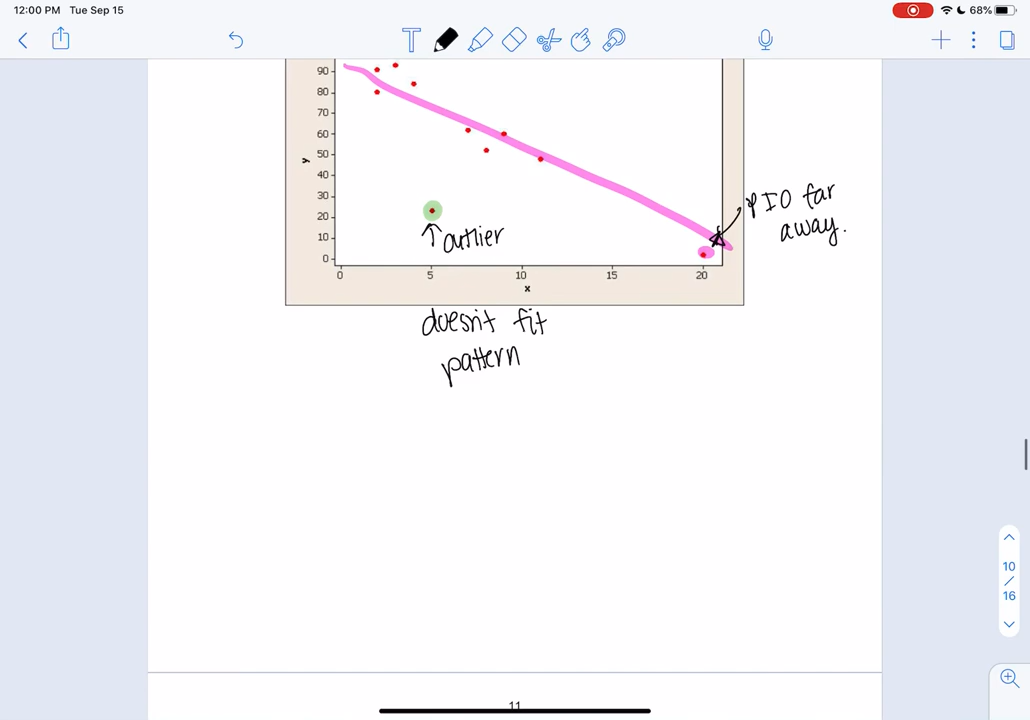 12:00 PM Tue Sep 15
68%
T
90
80
70
60
50
40
30
20
10
0
y
0 5 10 15 20
x
outlier
PIO far
away.
doesn't fit
pattern
10
/
16
11